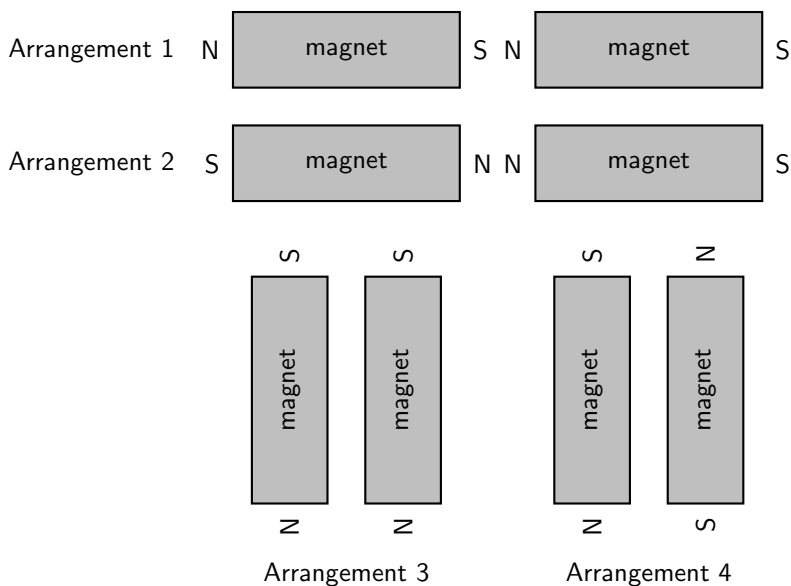 Arrangement 1 N magnet S N magnet S
Arrangement 2 S magnet N N magnet S
S S S N
magnet magnet magnet magnet
N N N S
Arrangement 3 Arrangement 4